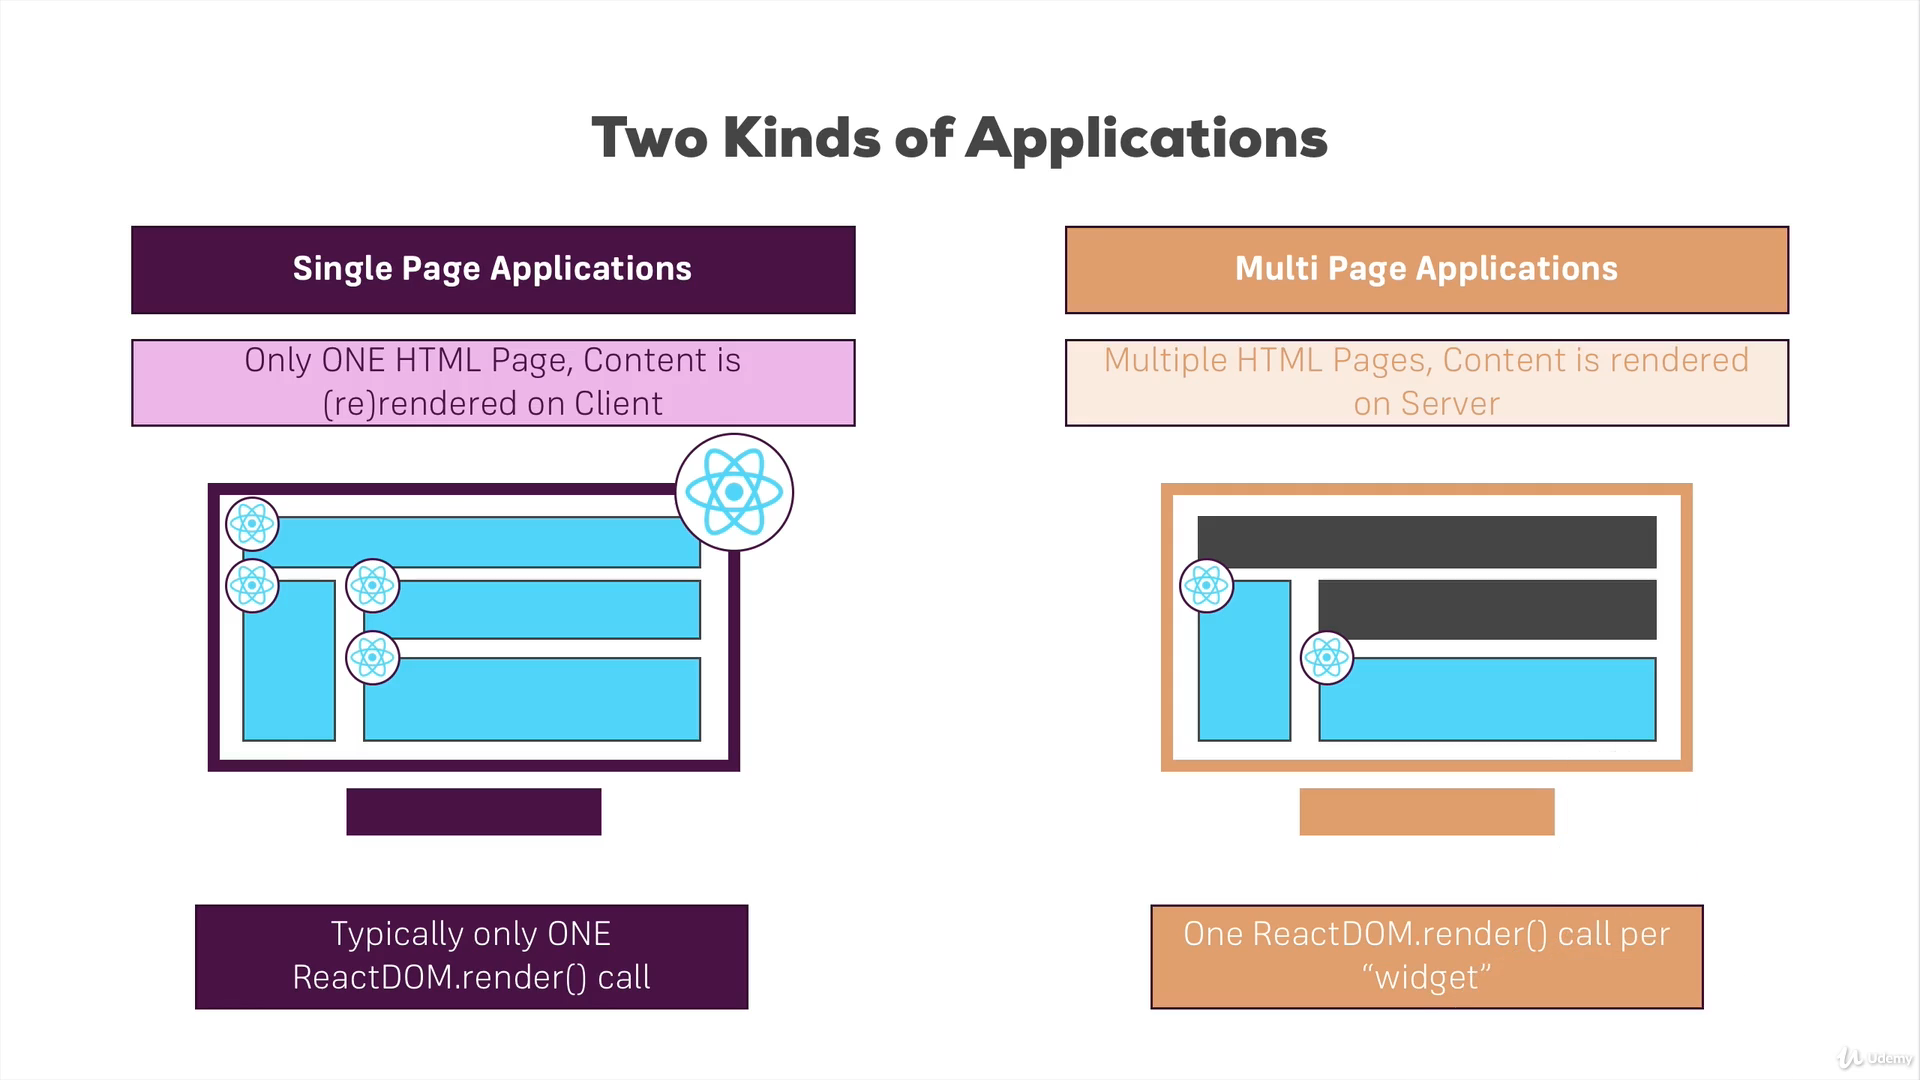 Two Kinds of Applications
Single Page Applications
Only ONE HTML Page, Content is
(re)rendered on Client
Typically only ONE
ReactDOM.render() call
Multi Page Applications
Multiple HTML Pages, Content is rendered
on Server
One ReactDOM.render() call per
“widget”
Udemy